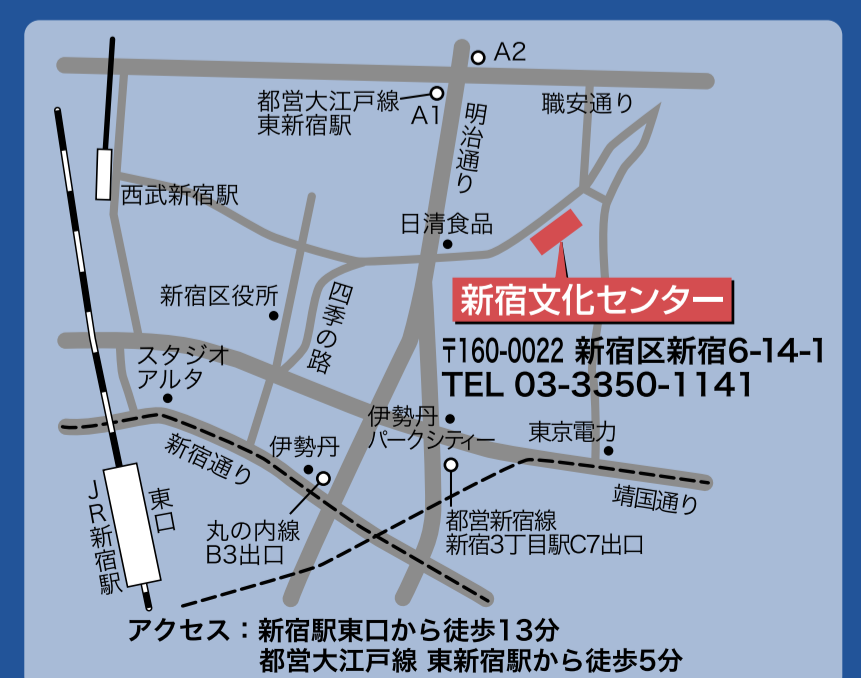 A2
都営大江戸線
東新宿駅
A1
職安通り
明治通り
西武新宿駅
日清食品
新宿区役所
四季の路
新宿文化センター
〒160-0022 新宿区新宿6-14-1
TEL 03-3350-1141
スタジオ
アルタ
伊勢丹
パークシティー
東京電力
新宿通り
伊勢丹
靖国通り
JR新宿駅
東口
丸の内線
B3出口
都営新宿線
新宿3丁目駅C7出口
アクセス：新宿駅東口から徒歩13分
都営大江戸線 東新宿駅から徒歩5分